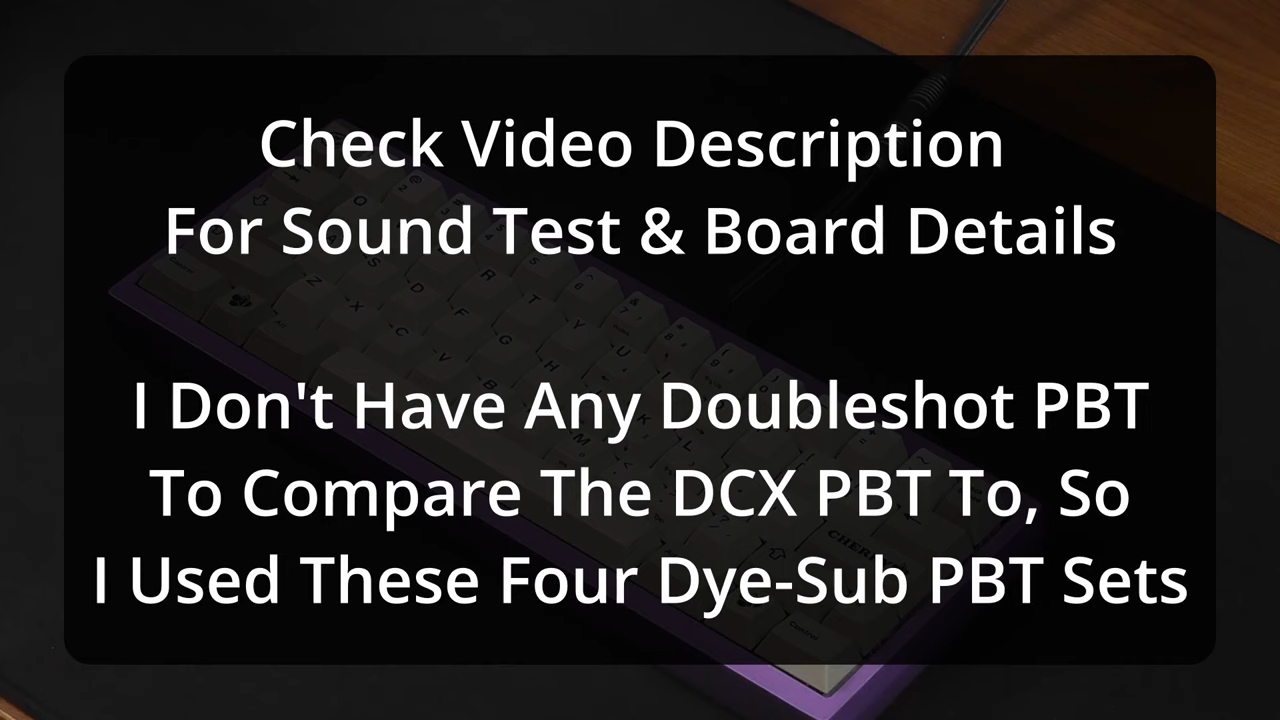 Check Video Description
For Sound Test & Board Details
I Don't Have Any Doubleshot PBT
To Compare The DCX PBT To, So
I Used These Four Dye-Sub PBT Sets